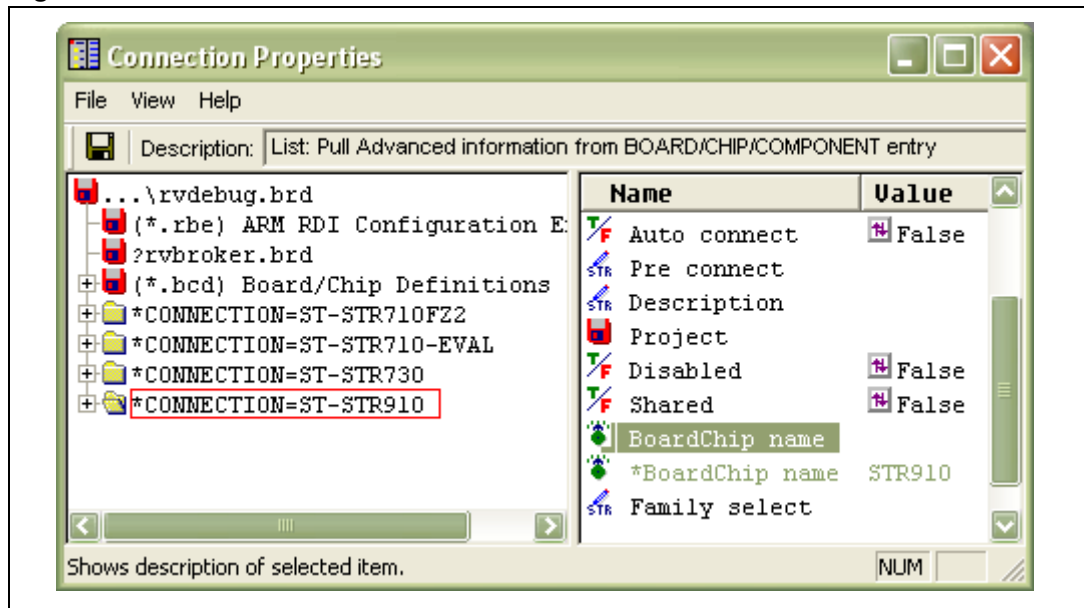 Connection Properties
File View Help
Description: List: Pull Advanced information from BOARD/CHIP/COMPONENT entry
...\rvdebug.brd
(*.rbe) ARM RDI Configuration E
?rvbroker.brd
(*.bcd) Board/Chip Definitions
*CONNECTION=ST-STR710FZ2
*CONNECTION=ST-STR710-EVAL
*CONNECTION=ST-STR730
*CONNECTION=ST-STR910
Name Value
T/F Auto connect False
STR Pre connect
STR Description
Project
T/F Disabled False
T/F Shared False
BoardChip name
*BoardChip name STR910
STR Family select
Shows description of selected item. NUM